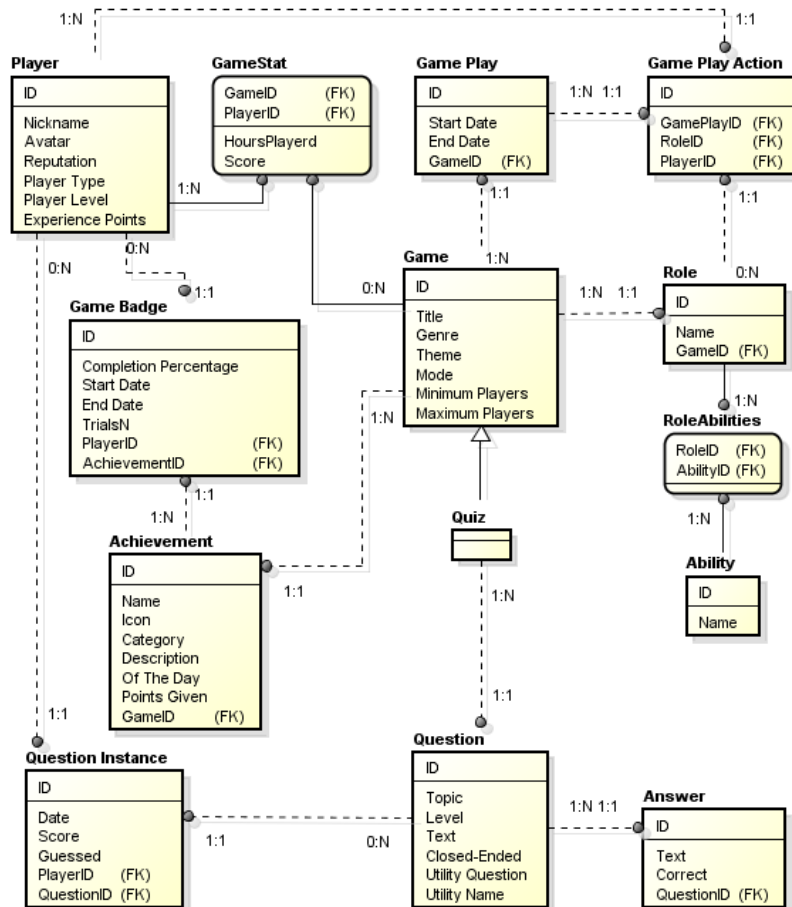 1:N 1:1
Player
ID
Nickname
Avatar
Reputation
Player Type
Player Level
Experience Points
GameStat
GameID (FK)
PlayerID (FK)
HoursPlayerd
Score
Game Play
ID
Start Date
End Date
GameID (FK)
1:N 1:1
Game Play Action
ID
GamePlayID (FK)
RoleID (FK)
PlayerID (FK)
1:N
1:1
1:1
0:N
0:N
1:1
0:N
1:N
0:N
Game Badge
ID
Completion Percentage
Start Date
End Date
TrialsN
PlayerID (FK)
AchievementID (FK)
Game
ID
Title
Genre
Theme
Mode
Minimum Players
Maximum Players
1:N 1:1
Role
ID
Name
GameID (FK)
1:N
1:N
RoleAbilities
RoleID (FK)
AbilityID (FK)
1:N
Ability
ID
Name
1:1
1:N
Achievement
ID
Name
Icon
Category
Description
Of The Day
Points Given
GameID (FK)
1:1
Quiz
1:N
1:1
1:1
Question Instance
ID
Date
Score
Guessed
PlayerID (FK)
QuestionID (FK)
1:1 0:N
Question
ID
Topic
Level
Text
Closed-Ended
Utility Question
Utility Name
1:N 1:1
Answer
ID
Text
Correct
QuestionID (FK)